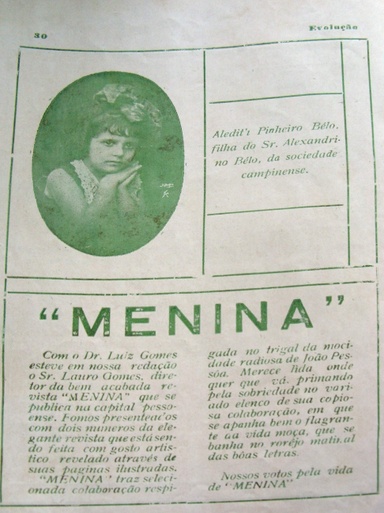 30
Evolução
Aledit'i Pinheiro Bélo,
filha do Sr. Alexandri-
no Bélo, da sociedade
campinense.
"MENINA"
Com o Dr. Luiz Gomes
esteve em nossa redação
o Sr. Lauro Gomes, dire-
tor da bem acabada re-
vista "MENINA" que se
publica na capital pesso-
ense. Fomos presenteados
com dois numeros da ele-
gante revista que está sen-
do feita com gosto artis-
tico revelado através de
suas paginas ilustradas.
"MENINA" traz seleci-
onada colaboração respi-
gada no trigal da moci-
dade radiosa de João Pes-
sôa. Merece lida onde
quer que vá, primando
pela sobriedade no vari-
ado elenco de sua copio-
sa colaboração, em que
se apanha bem o flagran-
te da vida moça, que se
banha no rorêjo matinal
das bôas letras.
Nossos votos pela vida
de "MENINA"